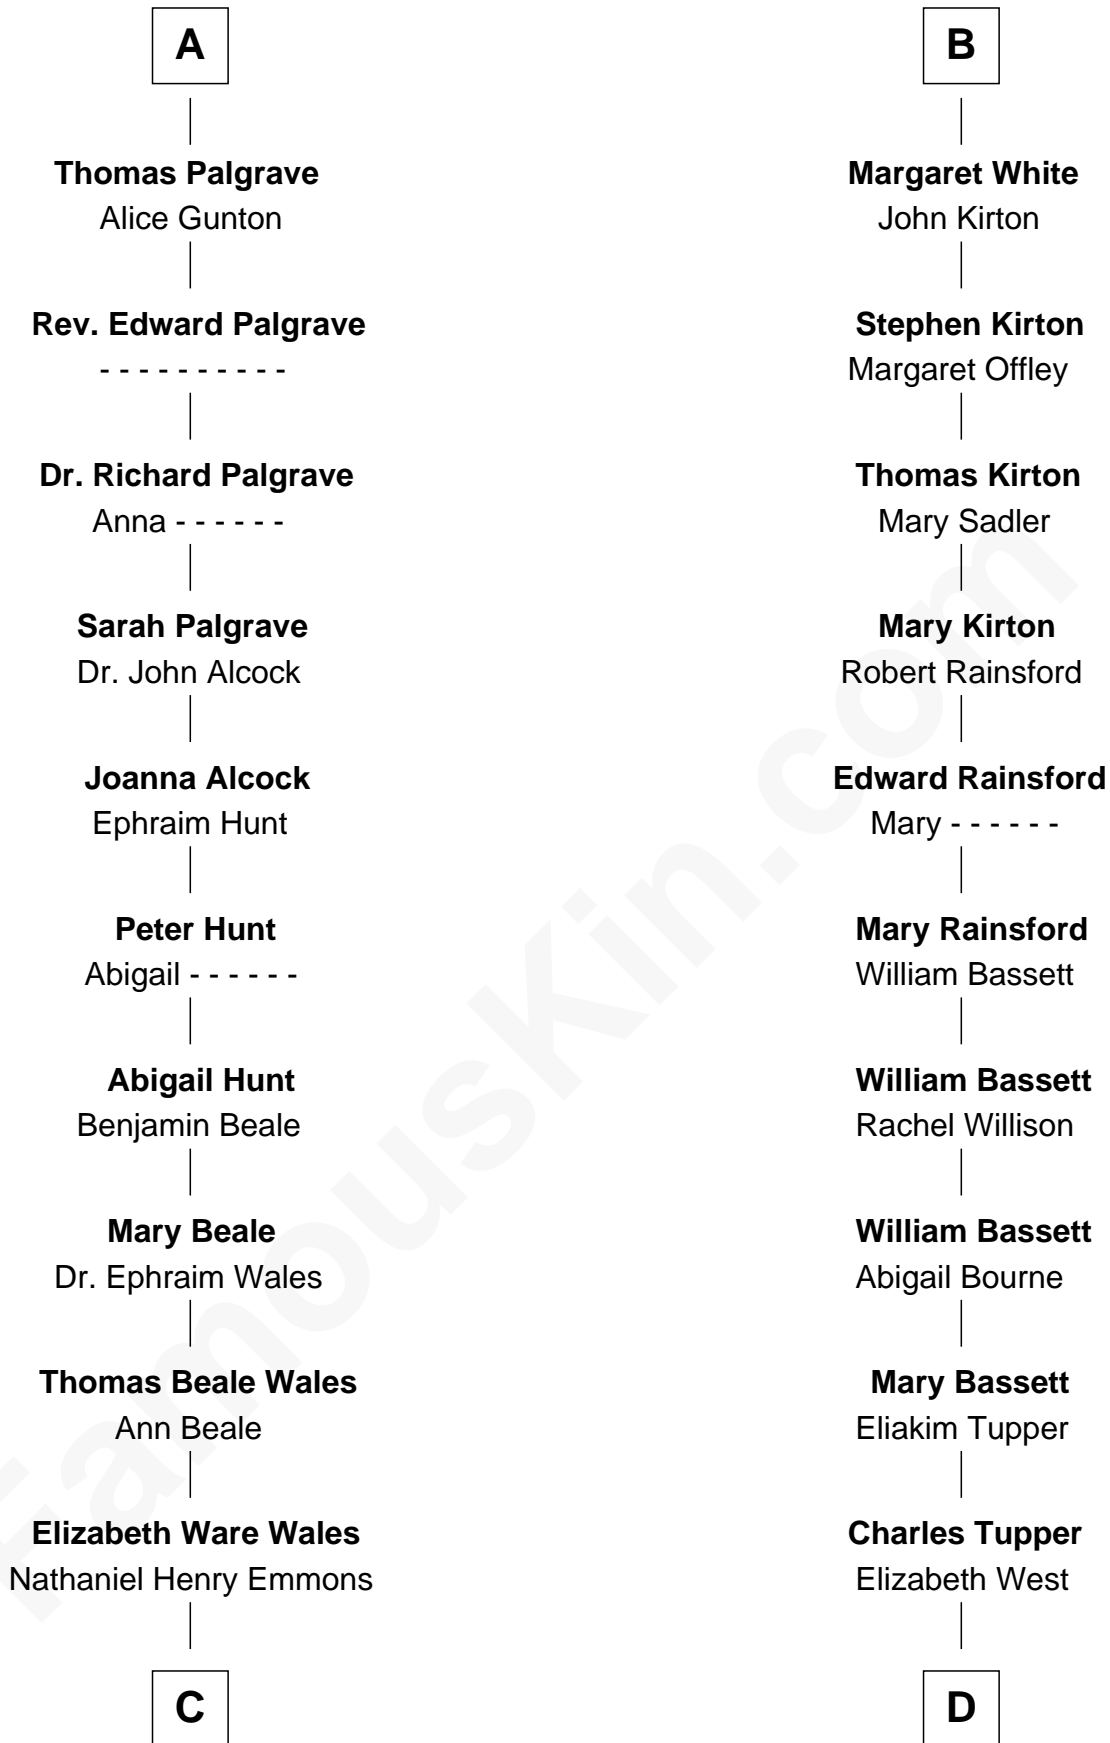 A
Thomas Palgrave
Alice Gunton
Rev. Edward Palgrave
- - - - - - - - - -
Dr. Richard Palgrave
Anna - - - - - -
Sarah Palgrave
Dr. John Alcock
Joanna Alcock
Ephraim Hunt
Peter Hunt
Abigail - - - - - -
Abigail Hunt
Benjamin Beale
Mary Beale
Dr. Ephraim Wales
Thomas Beale Wales
Ann Beale
Elizabeth Ware Wales
Nathaniel Henry Emmons
C
B
Margaret White
John Kirton
Stephen Kirton
Margaret Offley
Thomas Kirton
Mary Sadler
Mary Kirton
Robert Rainsford
Edward Rainsford
Mary - - - - - -
Mary Rainsford
William Bassett
William Bassett
Rachel Willison
William Bassett
Abigail Bourne
Mary Bassett
Eliakim Tupper
Charles Tupper
Elizabeth West
D
FamousKin.com